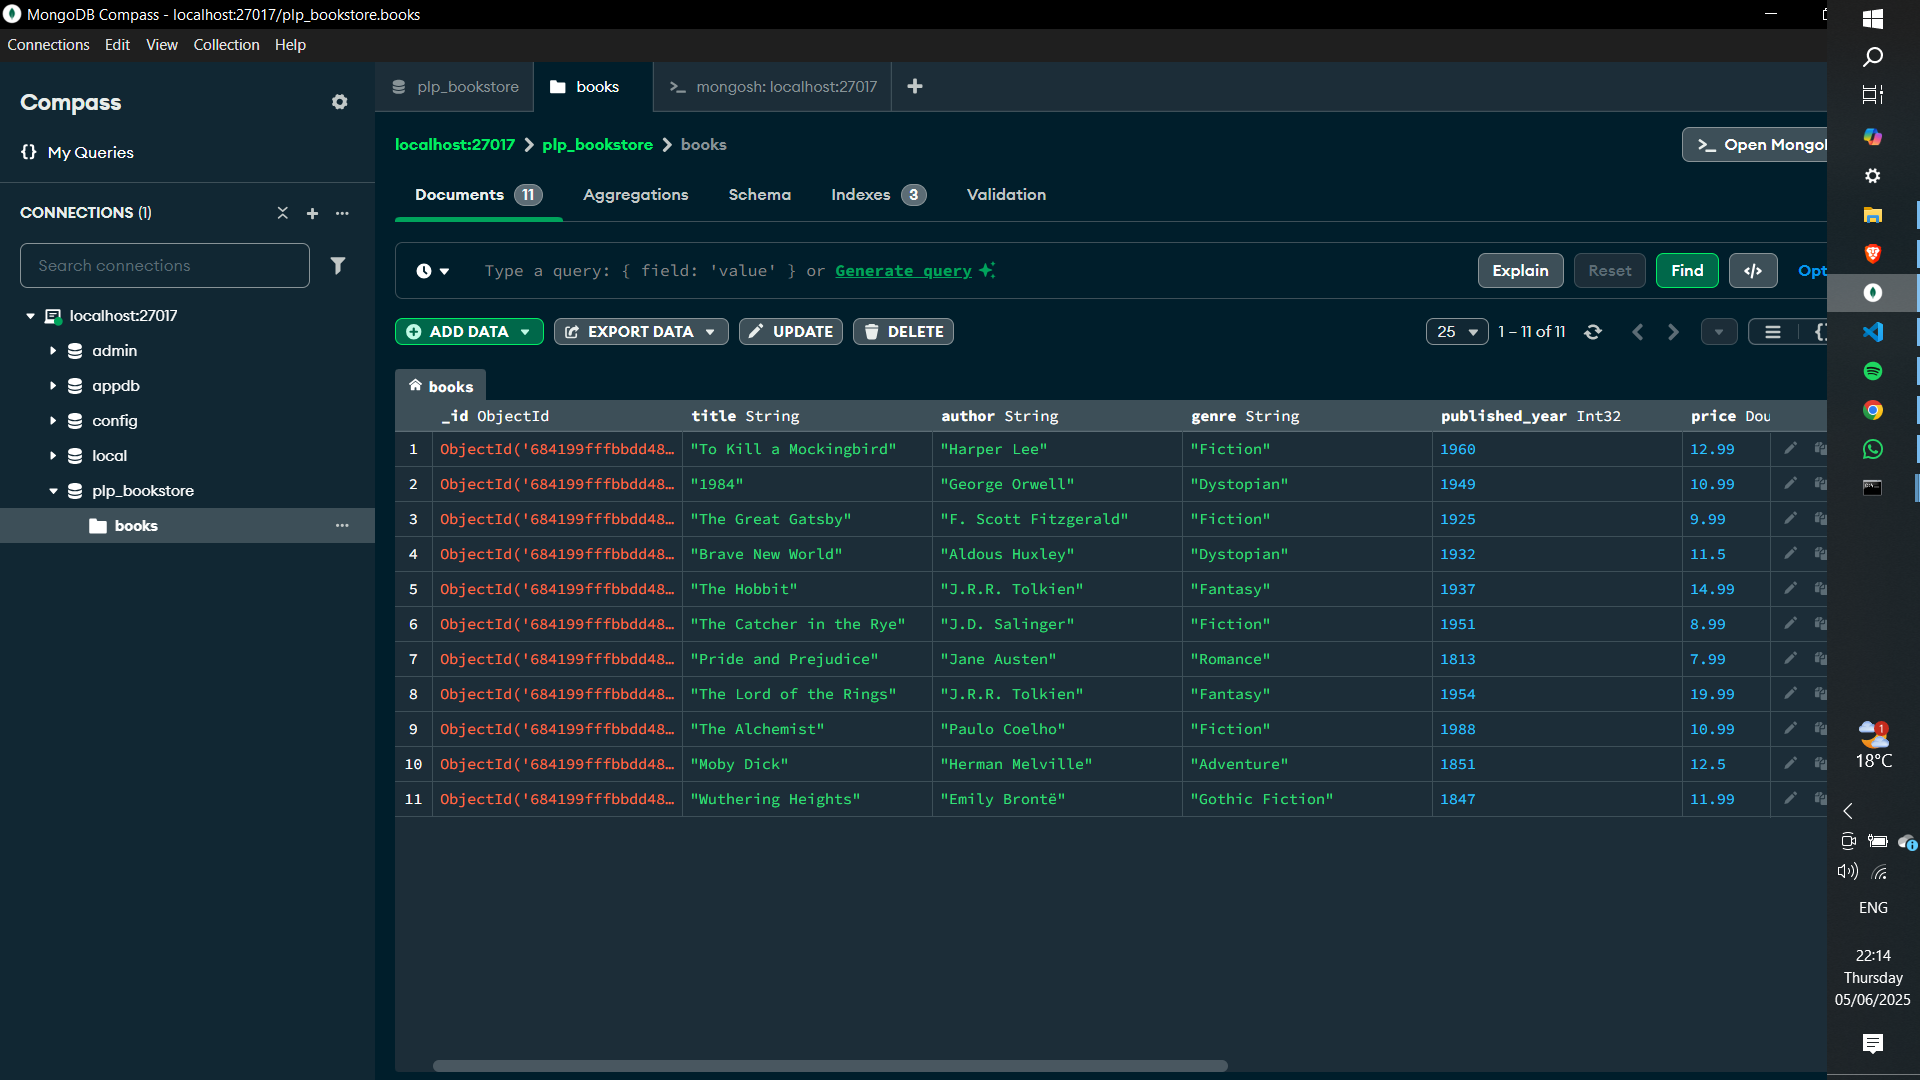 MongoDB Compass - localhost:27017/plp_bookstore.books
Connections Edit View Collection Help
Compass
{} My Queries
CONNECTIONS (1)
Search connections
localhost:27017
admin
appdb
config
local
plp_bookstore
books
plp_bookstore
books
mongosh: localhost:27017
localhost:27017 > plp_bookstore > books
>_ Open Mongo
Documents 11 Aggregations Schema Indexes 3 Validation
Type a query: { field: 'value' } or Generate query
Explain Reset Find </> Opt
ADD DATA EXPORT DATA UPDATE DELETE
25 1 – 11 of 11
books
_id ObjectId title String author String genre String published_year Int32 price Dou
1 ObjectId('684199fffbbdd48… "To Kill a Mockingbird" "Harper Lee" "Fiction" 1960 12.99
2 ObjectId('684199fffbbdd48… "1984" "George Orwell" "Dystopian" 1949 10.99
3 ObjectId('684199fffbbdd48… "The Great Gatsby" "F. Scott Fitzgerald" "Fiction" 1925 9.99
4 ObjectId('684199fffbbdd48… "Brave New World" "Aldous Huxley" "Dystopian" 1932 11.5
5 ObjectId('684199fffbbdd48… "The Hobbit" "J.R.R. Tolkien" "Fantasy" 1937 14.99
6 ObjectId('684199fffbbdd48… "The Catcher in the Rye" "J.D. Salinger" "Fiction" 1951 8.99
7 ObjectId('684199fffbbdd48… "Pride and Prejudice" "Jane Austen" "Romance" 1813 7.99
8 ObjectId('684199fffbbdd48… "The Lord of the Rings" "J.R.R. Tolkien" "Fantasy" 1954 19.99
9 ObjectId('684199fffbbdd48… "The Alchemist" "Paulo Coelho" "Fiction" 1988 10.99
10 ObjectId('684199fffbbdd48… "Moby Dick" "Herman Melville" "Adventure" 1851 12.5
11 ObjectId('684199fffbbdd48… "Wuthering Heights" "Emily Brontë" "Gothic Fiction" 1847 11.99
1
18°C
ENG
22:14
Thursday
05/06/2025